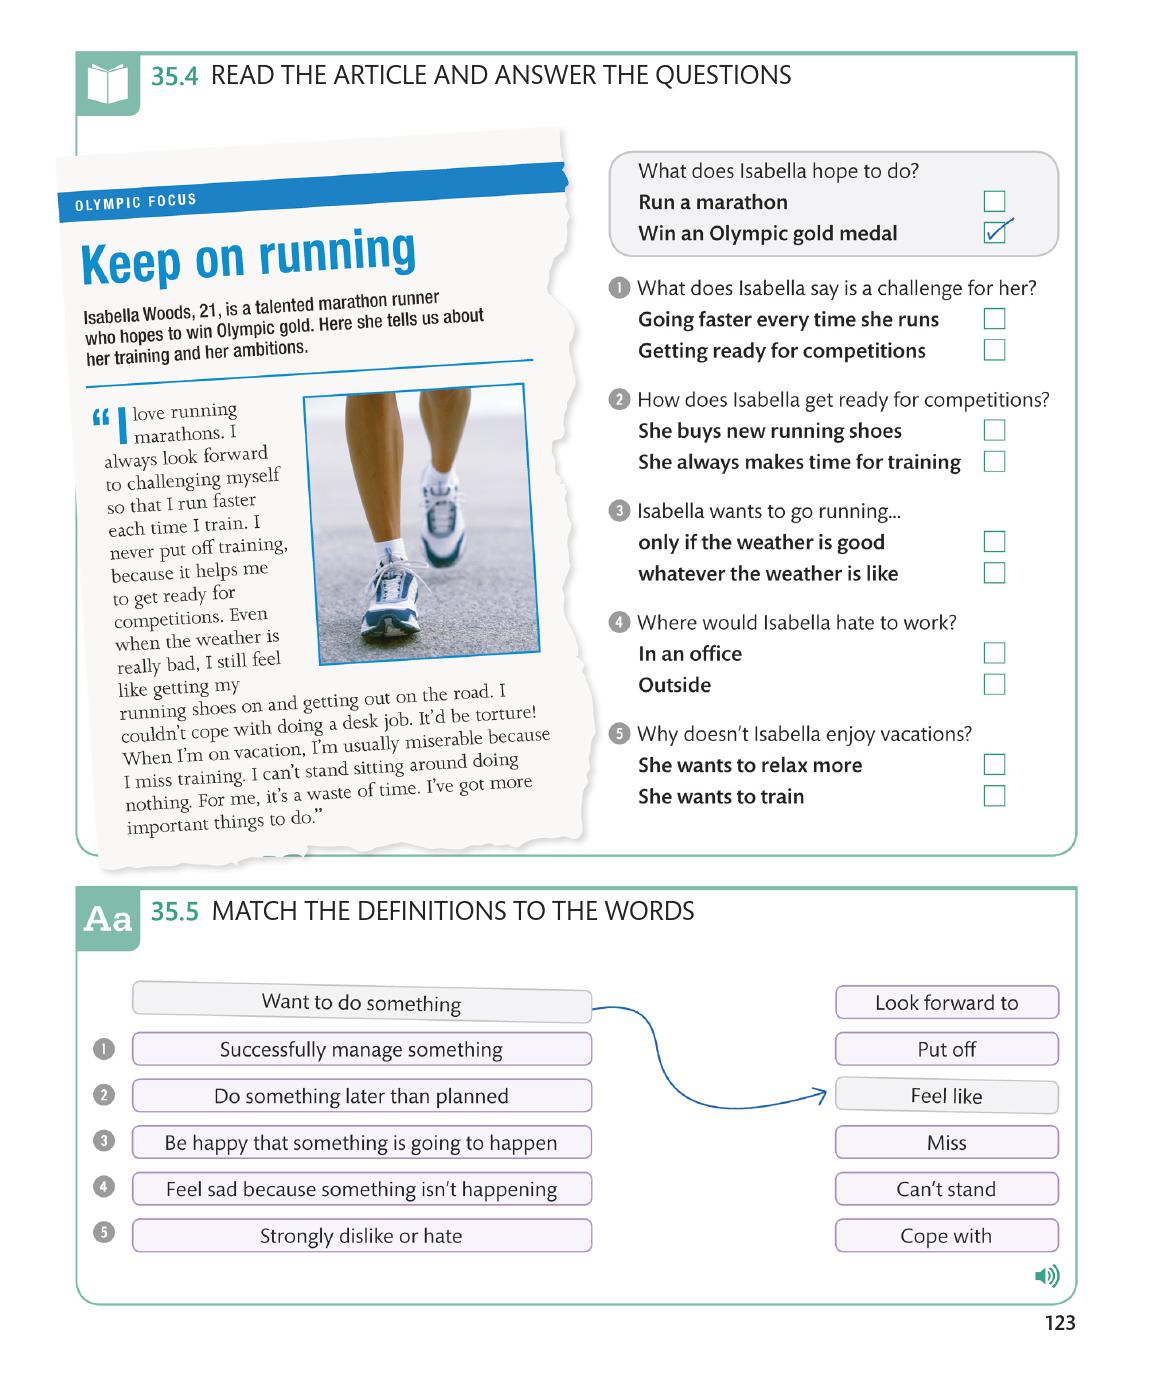 35.4 READ THE ARTICLE AND ANSWER THE QUESTIONS
OLYMPIC FOCUS
Keep on running
Isabella Woods, 21, is a talented marathon runner
who hopes to win Olympic gold. Here she tells us about
her training and her ambitions.
“I love running
marathons. I
always look forward
to challenging myself
so that I run faster
each time I train. I
never put off training,
because it helps me
to get ready for
competitions. Even
when the weather is
really bad, I still feel
like getting my
running shoes on and getting out on the road. I
couldn't cope with doing a desk job. It'd be torture!
When I'm on vacation, I'm usually miserable because
I miss training. I can't stand sitting around doing
nothing. For me, it's a waste of time. I've got more
important things to do.”
What does Isabella hope to do?
Run a marathon
Win an Olympic gold medal
1 What does Isabella say is a challenge for her?
Going faster every time she runs
Getting ready for competitions
2 How does Isabella get ready for competitions?
She buys new running shoes
She always makes time for training
3 Isabella wants to go running...
only if the weather is good
whatever the weather is like
4 Where would Isabella hate to work?
In an office
Outside
5 Why doesn't Isabella enjoy vacations?
She wants to relax more
She wants to train
Aa 35.5 MATCH THE DEFINITIONS TO THE WORDS
Want to do something
Look forward to
1 Successfully manage something
Put off
2 Do something later than planned
Feel like
3 Be happy that something is going to happen
Miss
4 Feel sad because something isn't happening
Can't stand
5 Strongly dislike or hate
Cope with
123